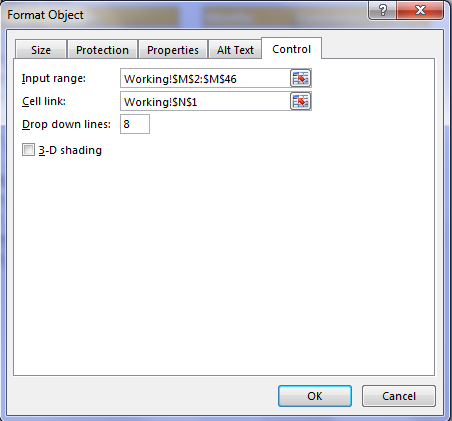 Format Object
?
Size Protection Properties Alt Text Control
Input range: Working!$M$2:$M$46
Cell link: Working!$N$1
Drop down lines: 8
3-D shading
OK Cancel